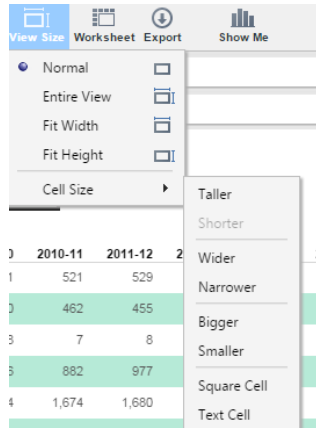 View Size Worksheet Export Show Me
Normal
Entire View
Fit Width
Fit Height
Cell Size
Taller
Shorter
Wider
Narrower
Bigger
Smaller
Square Cell
Text Cell
2010-11 2011-12 2
521 529
462 455
7 8
882 977
1,674 1,680